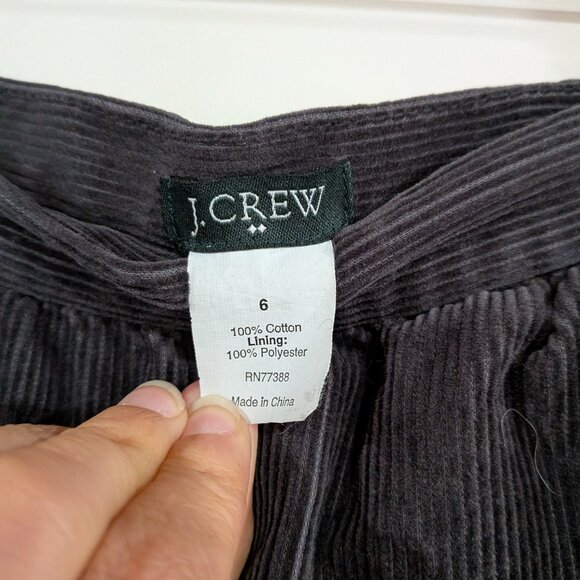 J.CREW
6
100% Cotton
Lining:
100% Polyester
RN77388
Made in China